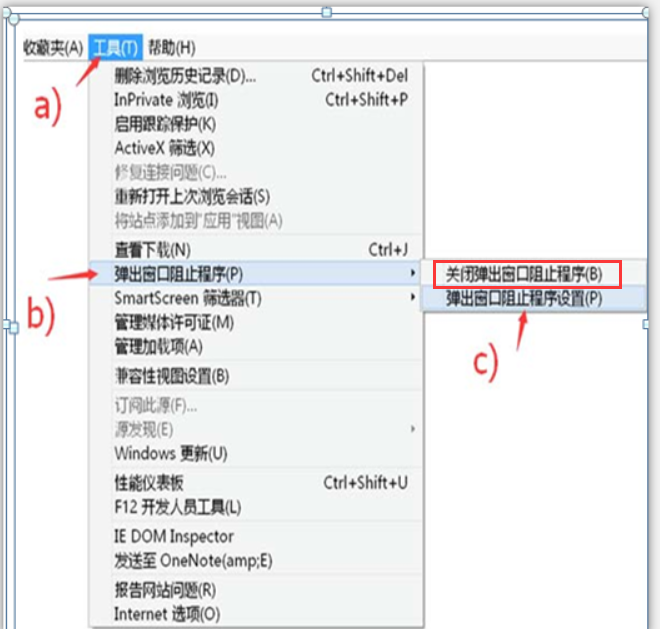 收藏夹(A) 工具(T) 帮助(H)
a)
删除浏览历史记录(D)... Ctrl+Shift+Del
InPrivate 浏览(I) Ctrl+Shift+P
启用跟踪保护(K)
ActiveX 筛选(X)
修复连接问题(C)...
重新打开上次浏览会话(S)
将站点添加到“应用”视图(A)
查看下载(N) Ctrl+J
b)
弹出窗口阻止程序(P)
关闭弹出窗口阻止程序(B)
SmartScreen 筛选器(T)
弹出窗口阻止程序设置(P)
c)
管理媒体许可证(M)
管理加载项(A)
兼容性视图设置(B)
订阅此源(F)...
源发现(E)
Windows 更新(U)
性能仪表板 Ctrl+Shift+U
F12 开发人员工具(L)
IE DOM Inspector
发送至 OneNote(amp;E)
报告网站问题(R)
Internet 选项(O)